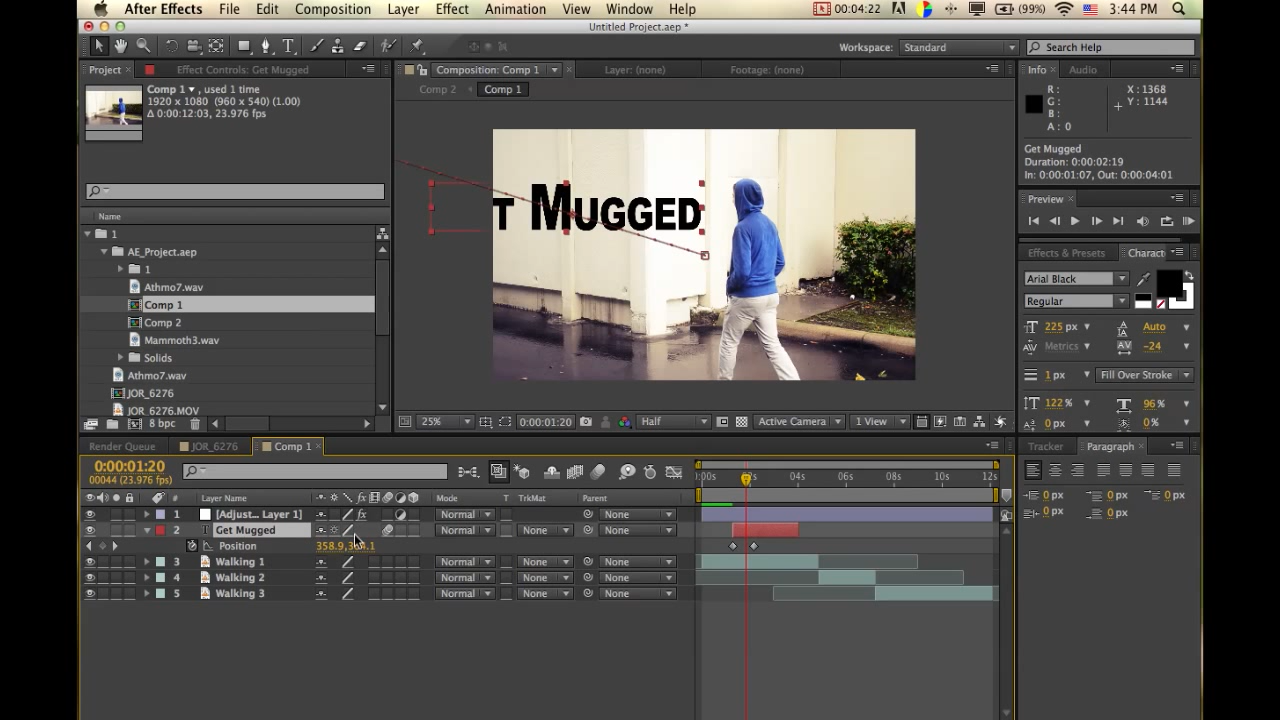 After Effects File Edit Composition Layer Effect Animation View Window Help 00:04:22 (99%) 3:44 PM
Untitled Project.aep *
Workspace: Standard Search Help
Project × Effect Controls: Get Mugged
Composition: Comp 1 Layer: (none) Footage: (none)
Info × Audio
Comp 1 ▾, used 1 time
1920 x 1080 (960 x 540) (1.00)
Δ 0:00:12:03, 23.976 fps
Comp 2 Comp 1
R :
G :
B :
A : 0
X : 1368
Y : 1144
Get Mugged
Duration: 0:00:02:19
In: 0:00:01:07, Out: 0:00:04:01
Preview ×
Name
1
AE_Project.aep
1
Athmo7.wav
Comp 1
Comp 2
Mammoth3.wav
Solids
Athmo7.wav
JOR_6276
JOR_6276.MOV
8 bpc
T MUGGED
25% 0:00:01:20 Half Active Camera 1 View
Effects & Presets Charact
Arial Black
Regular
225 px Auto
Metrics -24
1 px Fill Over Stroke
122% 96%
0 px 0%
Render Queue JOR_6276 Comp 1 ×
Tracker Paragraph ×
0:00:01:20
00044 (23.976 fps)
:00s 2s 04s 06s 08s 10s 12s
# Layer Name fx Mode T TrkMat Parent
1 [Adjust... Layer 1] fx Normal None
2 T Get Mugged Normal None None
Position
3 Walking 1 Normal None None
4 Walking 2 Normal None None
5 Walking 3 Normal None None
0 px 0 px 0 px
0 px 0 px